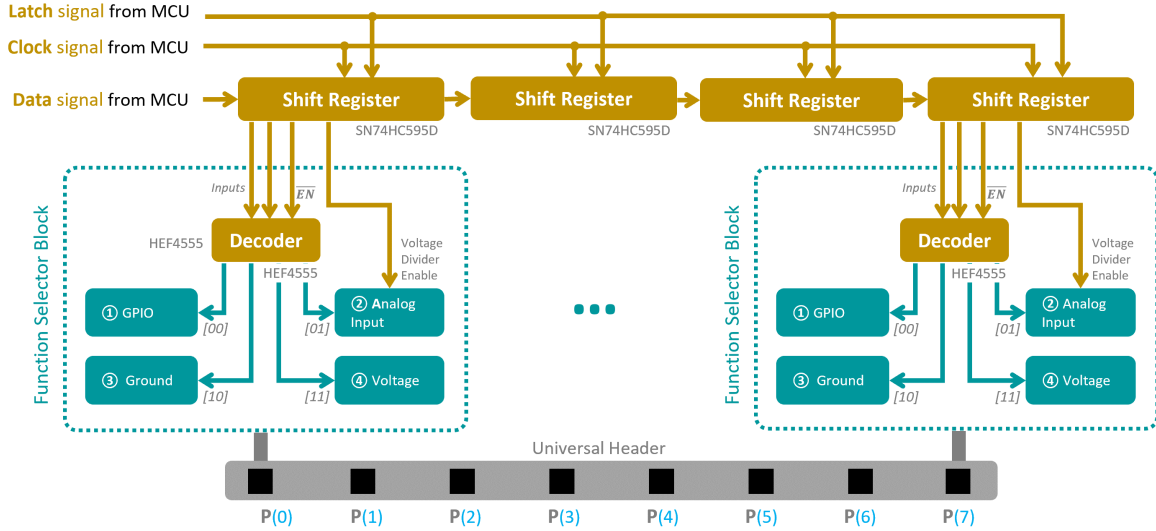 Latch signal from MCU
Clock signal from MCU
Data signal from MCU
Shift Register
Shift Register
Shift Register
Shift Register
SN74HC595D
SN74HC595D
SN74HC595D
SN74HC595D
Function Selector Block
Inputs
EN
Decoder
HEF4555
HEF4555
Voltage
Divider
Enable
① GPIO
[00]
② Analog
Input
[01]
③ Ground
[10]
④ Voltage
[11]
Function Selector Block
Inputs
EN
Decoder
HEF4555
Voltage
Divider
Enable
① GPIO
[00]
② Analog
Input
[01]
③ Ground
[10]
④ Voltage
[11]
Universal Header
P(0) P(1) P(2) P(3) P(4) P(5) P(6) P(7)